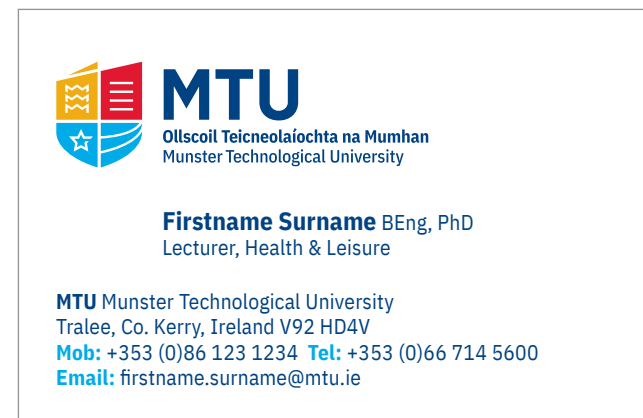 MTU
Ollscoil Teicneolaíochta na Mumhan
Munster Technological University
Firstname Surname BEng, PhD
Lecturer, Health & Leisure
MTU Munster Technological University
Tralee, Co. Kerry, Ireland V92 HD4V
Mob: +353 (0)86 123 1234 Tel: +353 (0)66 714 5600
Email: firstname.surname@mtu.ie